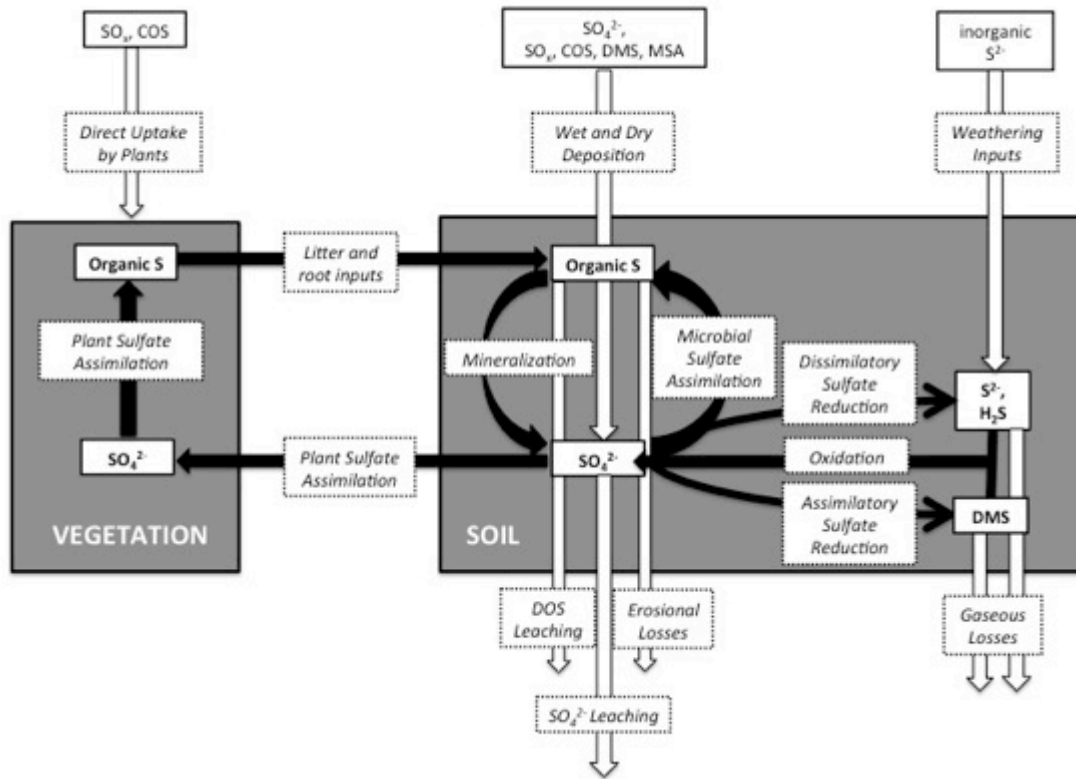 SOₓ, COS
SO₄²⁻,
SOₓ, COS, DMS, MSA
inorganic
S²⁻
Direct Uptake
by Plants
Wet and Dry
Deposition
Weathering
Inputs
Organic S
Litter and
root inputs
Organic S
Plant Sulfate
Assimilation
Mineralization
Microbial
Sulfate
Assimilation
Dissimilatory
Sulfate
Reduction
S²⁻,
H₂S
SO₄²⁻
Plant Sulfate
Assimilation
SO₄²⁻
Oxidation
Assimilatory
Sulfate
Reduction
DMS
VEGETATION
SOIL
DOS
Leaching
Erosional
Losses
Gaseous
Losses
SO₄²⁻ Leaching